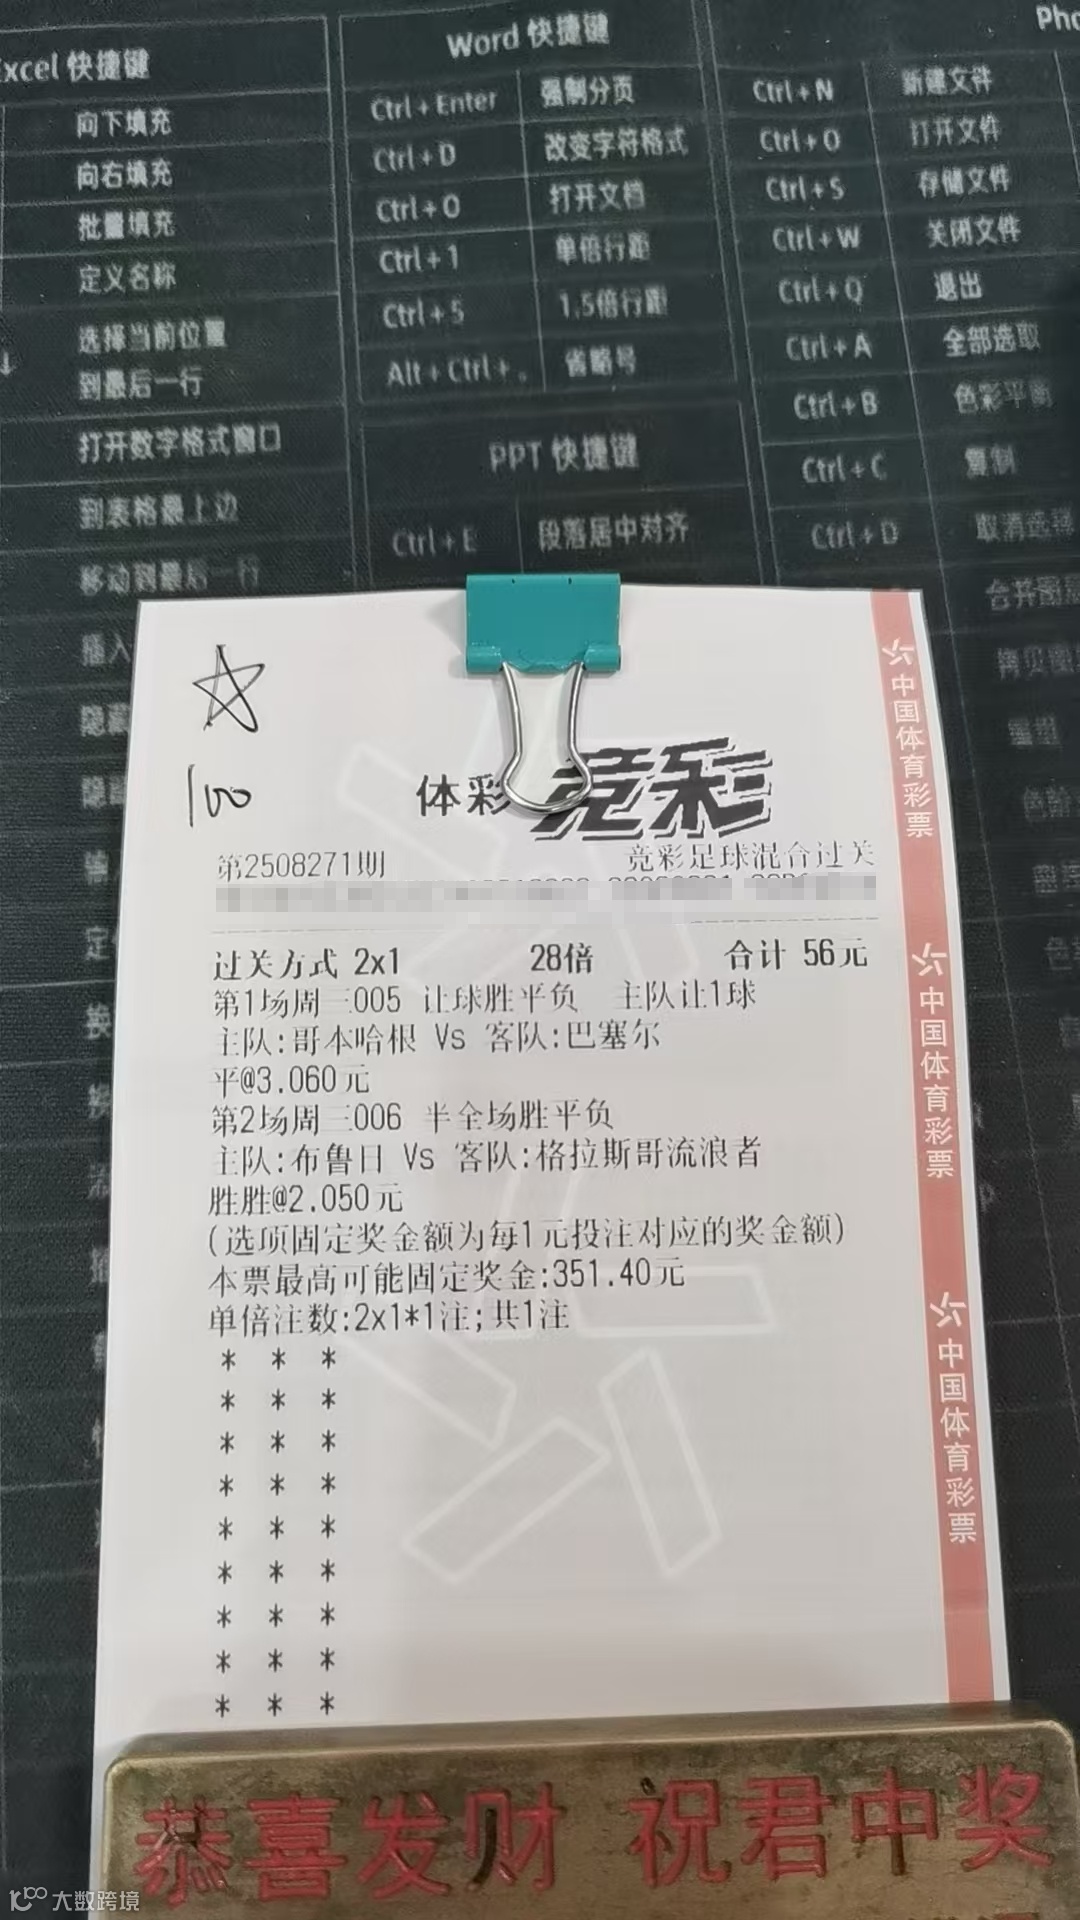 Excel 快捷键
向下填充
向右填充
批量填充
定义名称
选择当前位置
到最后一行
打开数字格式窗口
到表格最上边
移动到最后一行
插入
隐藏
Word 快捷键
Ctrl+Enter 强制分页
Ctrl+D 改变字符格式
Ctrl+O 打开文档
Ctrl+1 单倍行距
Ctrl+5 1.5倍行距
Alt+Ctrl+. 省略号
PPT 快捷键
Ctrl+E 段落居中对齐
Pho
Ctrl+N 新建文件
Ctrl+O 打开文件
Ctrl+S 存储文件
Ctrl+W 关闭文件
Ctrl+Q 退出
Ctrl+A 全部选取
Ctrl+B 色彩平衡
Ctrl+C 复制
Ctrl+D 取消选择
合并图层
拷贝图
编组
100
体彩 竞彩
第2508271期 竞彩足球混合过关
过关方式 2x1 28倍 合计 56元
第1场周三005 让球胜平负 主队让1球
主队:哥本哈根 Vs 客队:巴塞尔
平@3.060元
第2场周三006 半全场胜平负
主队:布鲁日 Vs 客队:格拉斯哥流浪者
胜胜@2.050元
(选项固定奖金额为每1元投注对应的奖金额)
本票最高可能固定奖金:351.40元
单倍注数:2x1*1注;共1注
* * *
* * *
* * *
* * *
* * *
* * *
* * *
* * *
* * *
中国体育彩票
中国体育彩票
中国体育彩票
恭喜发财 祝君中奖
大数跨境